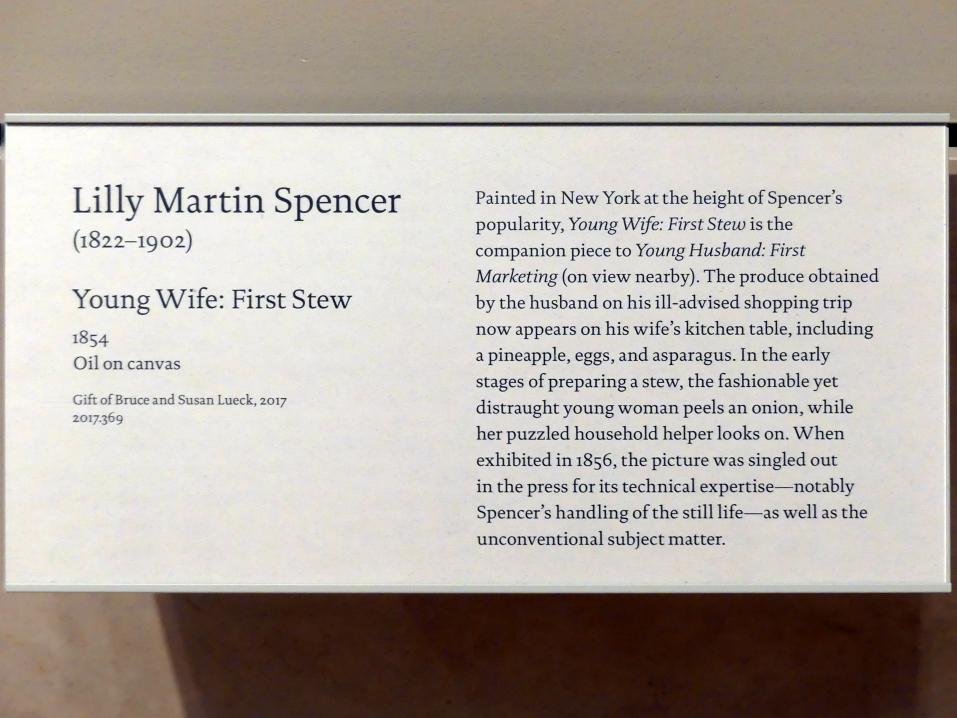 Lilly Martin Spencer
(1822–1902)
Young Wife: First Stew
1854
Oil on canvas
Gift of Bruce and Susan Lueck, 2017
2017.369
Painted in New York at the height of Spencer’s
popularity, Young Wife: First Stew is the
companion piece to Young Husband: First
Marketing (on view nearby). The produce obtained
by the husband on his ill-advised shopping trip
now appears on his wife’s kitchen table, including
a pineapple, eggs, and asparagus. In the early
stages of preparing a stew, the fashionable yet
distraught young woman peels an onion, while
her puzzled household helper looks on. When
exhibited in 1856, the picture was singled out
in the press for its technical expertise—notably
Spencer’s handling of the still life—as well as the
unconventional subject matter.